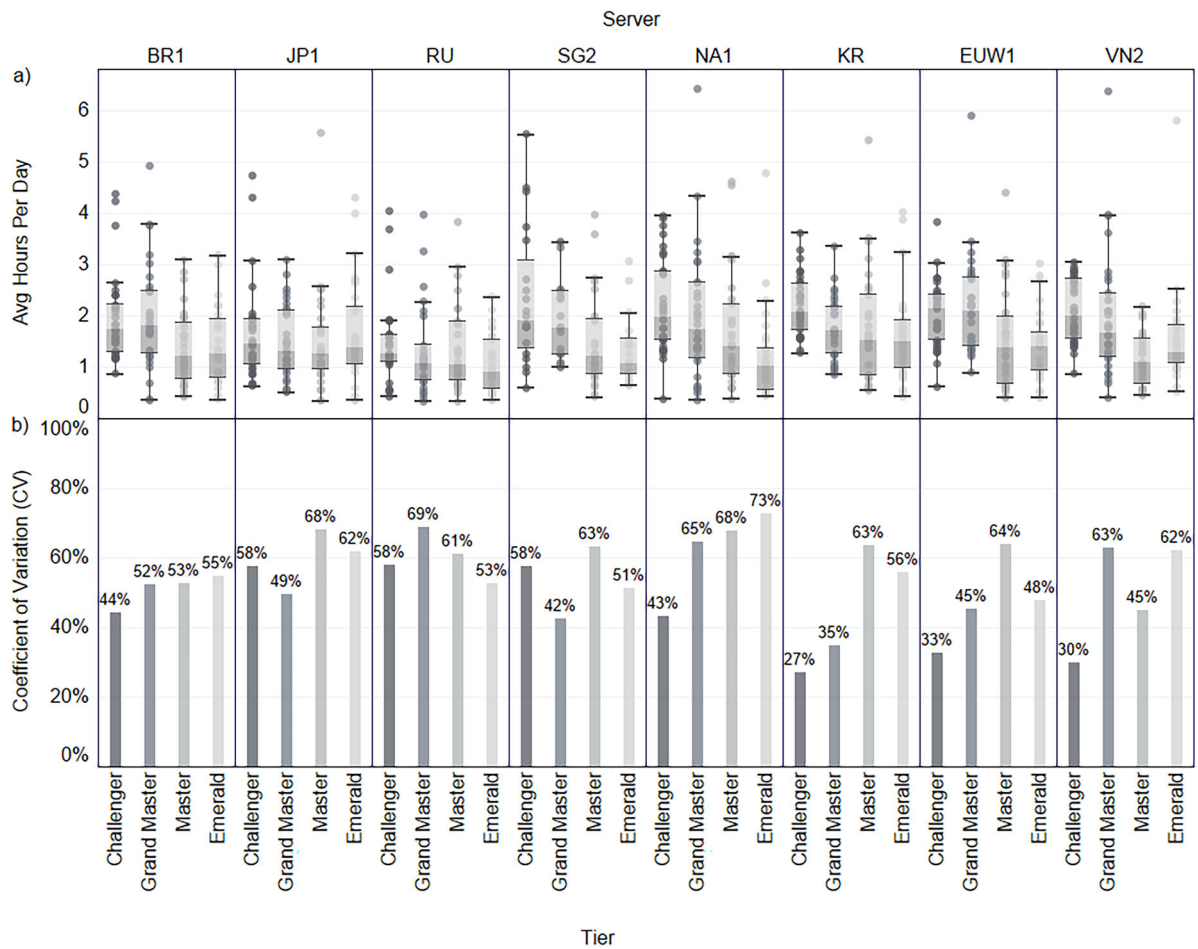 Server
BR1 JP1 RU SG2 NA1 KR EUW1 VN2
a)
Avg Hours Per Day
6
5
4
3
2
1
0
b)
Coefficient of Variation (CV)
100%
80%
60%
40%
20%
0%
44% 52% 53% 55%
58% 49% 68% 62%
58% 69% 61% 53%
58% 42% 63% 51%
43% 65% 68% 73%
27% 35% 63% 56%
33% 45% 64% 48%
30% 63% 45% 62%
Challenger Grand Master Master Emerald
Challenger Grand Master Master Emerald
Challenger Grand Master Master Emerald
Challenger Grand Master Master Emerald
Challenger Grand Master Master Emerald
Challenger Grand Master Master Emerald
Challenger Grand Master Master Emerald
Challenger Grand Master Master Emerald
Tier